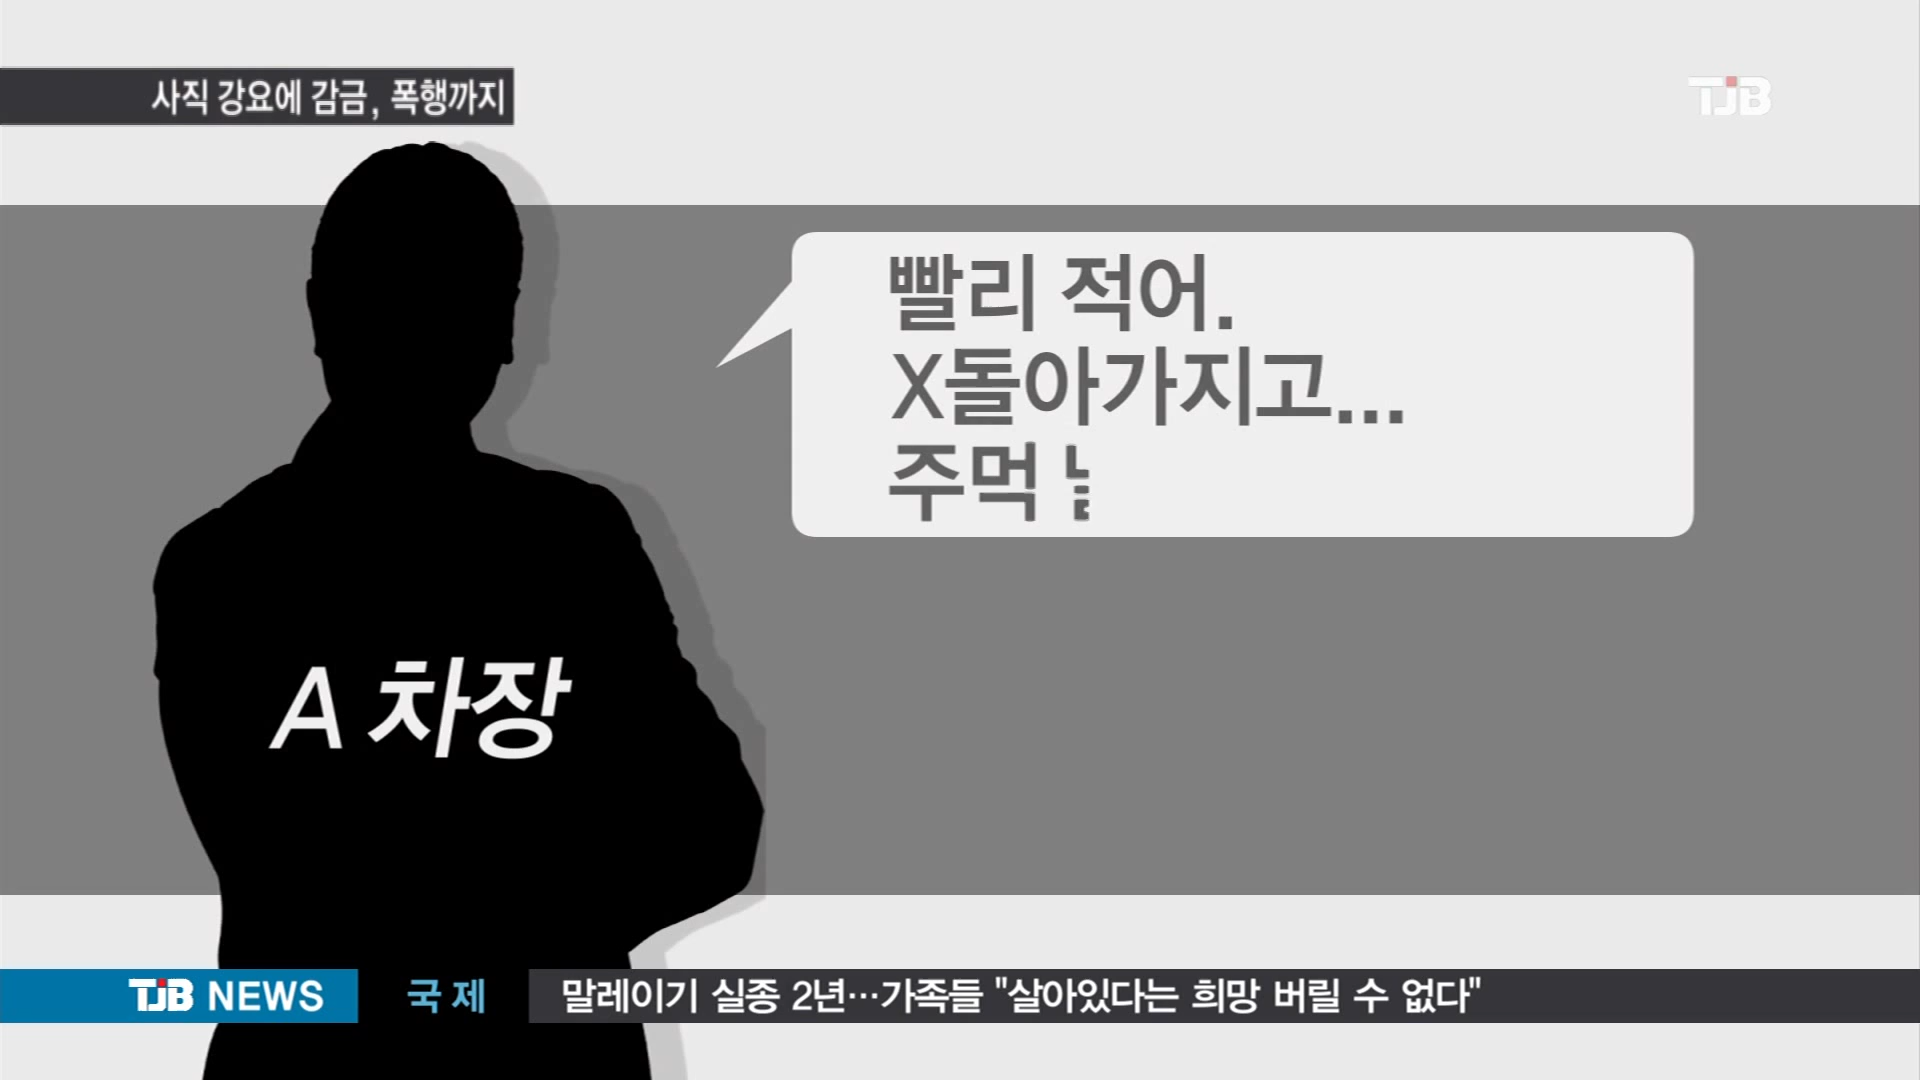 사직 강요에 감금, 폭행까지
TJB
빨리 적어.
X돌아가지고...
주먹
A 차장
TJB NEWS
국 제
말레이기 실종 2년…가족들 "살아있다는 희망 버릴 수 없다"